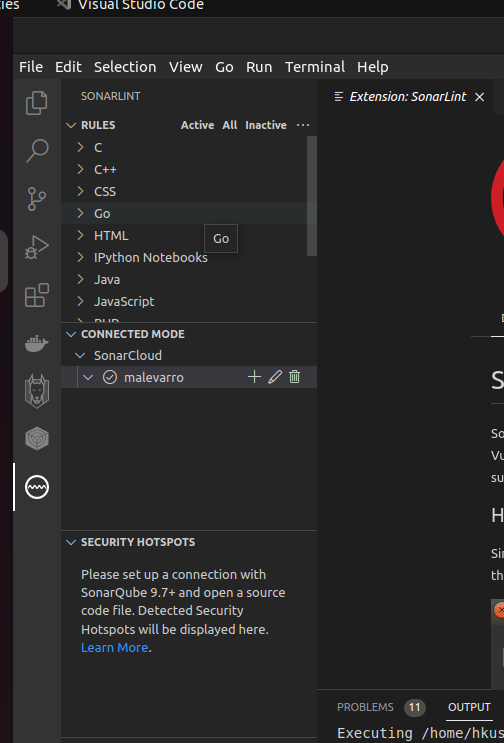 ties Visual Studio Code
File Edit Selection View Go Run Terminal Help
SONARLINT
Extension: SonarLint
RULES Active All Inactive ...
C
C++
CSS
Go
Go
HTML
IPython Notebooks
Java
JavaScript
PHP
CONNECTED MODE
SonarCloud
malevarro
S
So
Vu
su
H
Sir
th
SECURITY HOTSPOTS
Please set up a connection with
SonarQube 9.7+ and open a source
code file. Detected Security
Hotspots will be displayed here.
Learn More.
PROBLEMS 11 OUTPUT
Executing /home/hkus